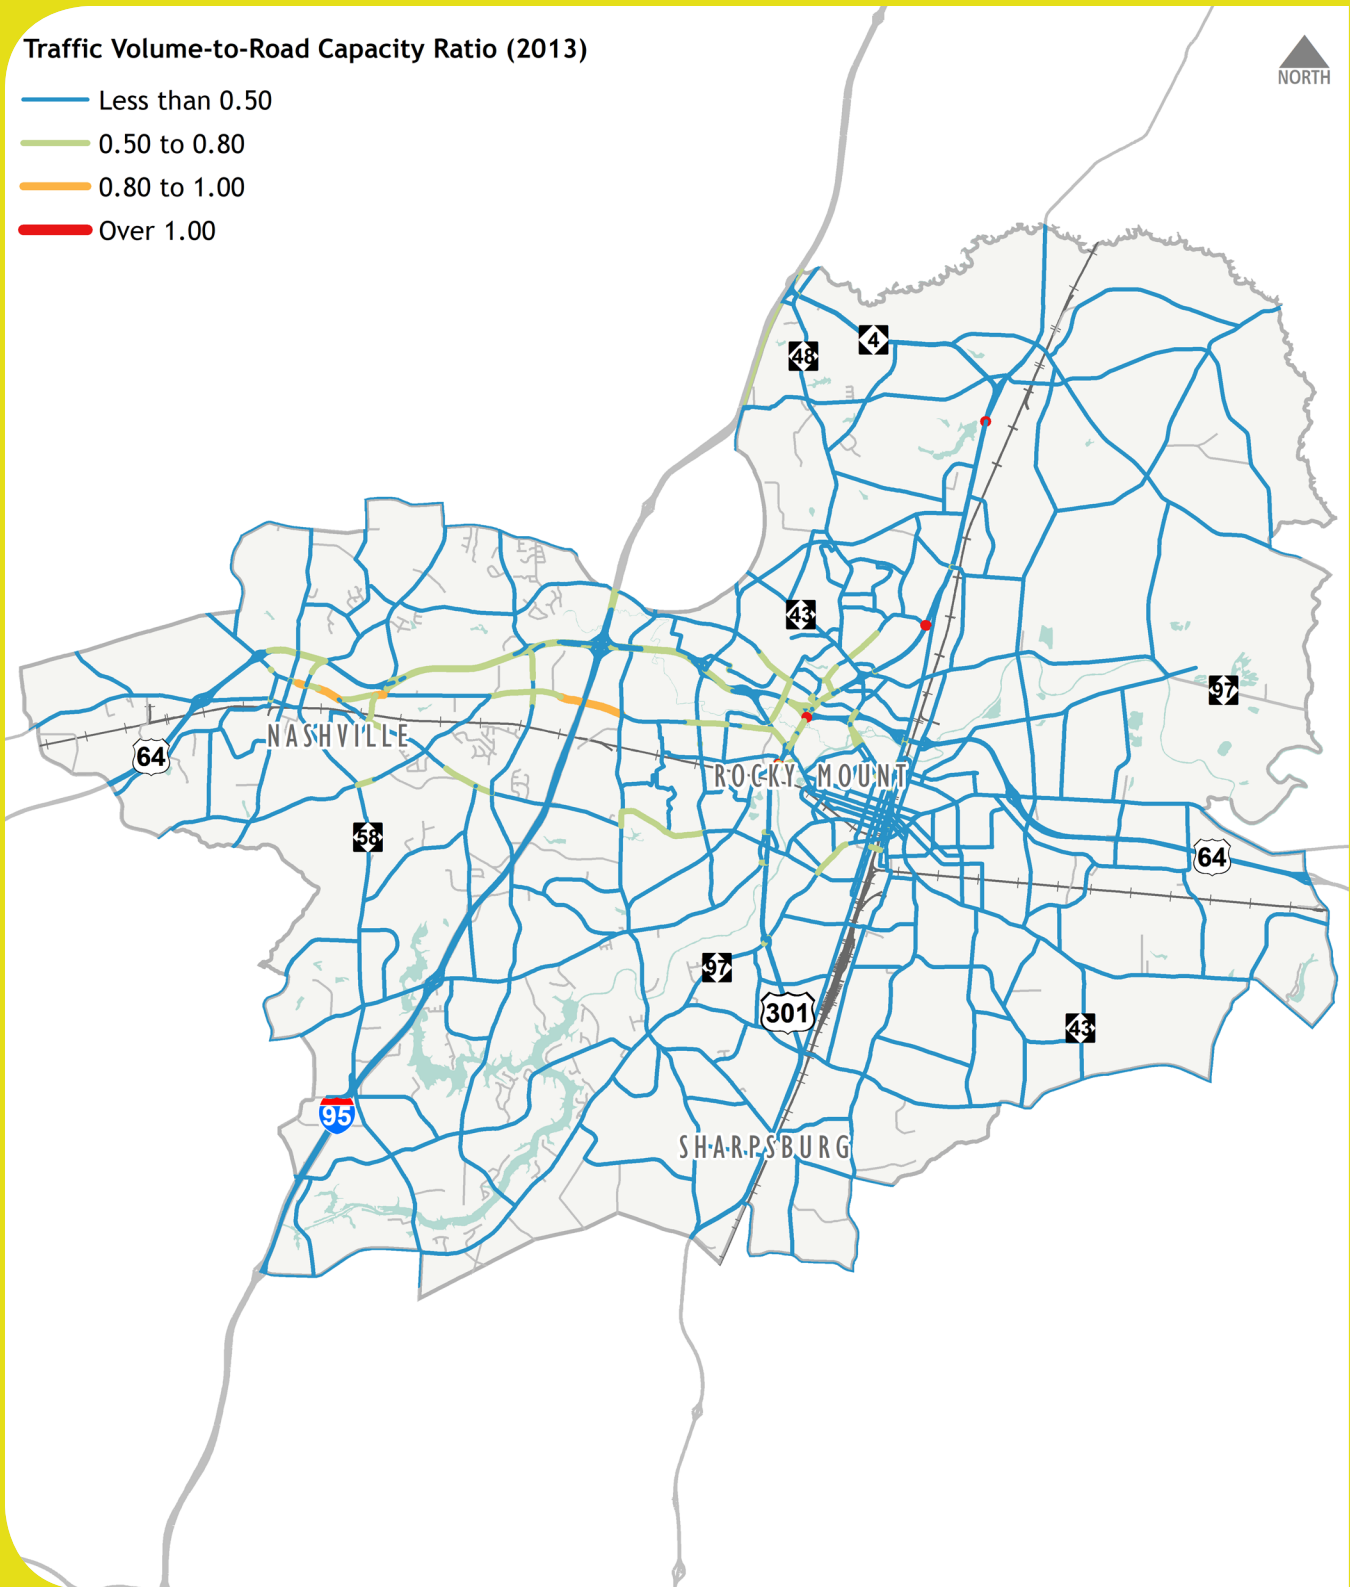 Traffic Volume-to-Road Capacity Ratio (2013)
Less than 0.50
0.50 to 0.80
0.80 to 1.00
Over 1.00
NORTH
4
48
43
97
NASHVILLE
64
ROCKY MOUNT
58
64
97
301
43
95
SHARPSBURG